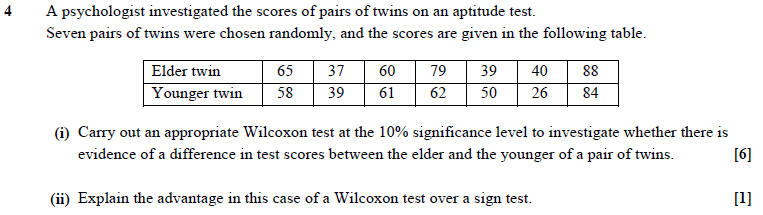 4 A psychologist investigated the scores of pairs of twins on an aptitude test.
Seven pairs of twins were chosen randomly, and the scores are given in the following table.
Elder twin 65 37 60 79 39 40 88
Younger twin 58 39 61 62 50 26 84
(i) Carry out an appropriate Wilcoxon test at the 10% significance level to investigate whether there is
evidence of a difference in test scores between the elder and the younger of a pair of twins. [6]
(ii) Explain the advantage in this case of a Wilcoxon test over a sign test. [1]